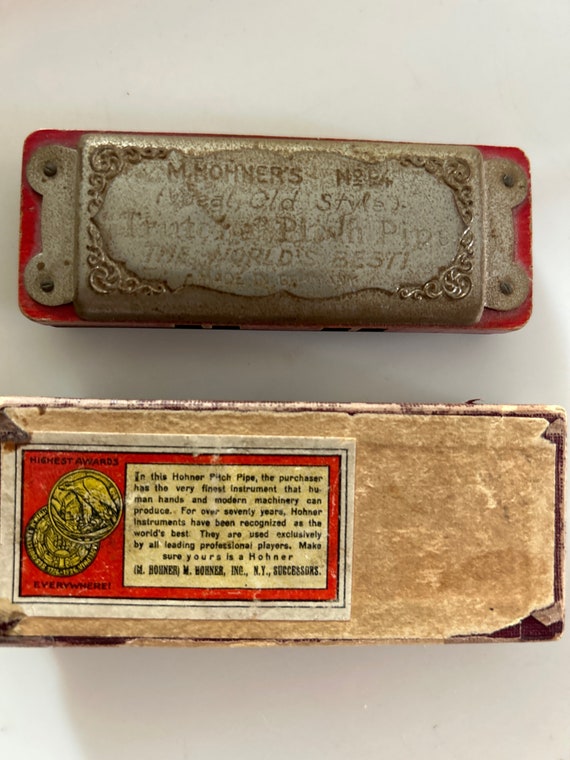 M. HOHNER'S No 
(Ideal, Old Style).
Pitch Pipe
THE WORLD'S BEST!
HIGHEST AWARDS
EVERYWHERE!
In this Hohner Pitch Pipe, the purchaser
has the very finest instrument that hu-
man hands and modern machinery can
produce. For over seventy years, Hohner
Instruments have been recognized as the
world's best. They are used exclusively
by all leading professional players. Make
sure yours is a Hohner
(M. HOHNER) M. HOHNER, INC., N.Y., SUCCESSORS.